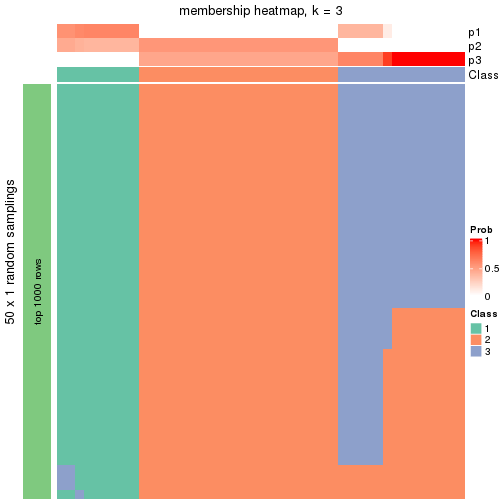 membership heatmap, k = 3
p1
p2
p3
Class
50 x 1 random samplings
top 1000 rows
Prob
1
0.5
0
Class
1
2
3